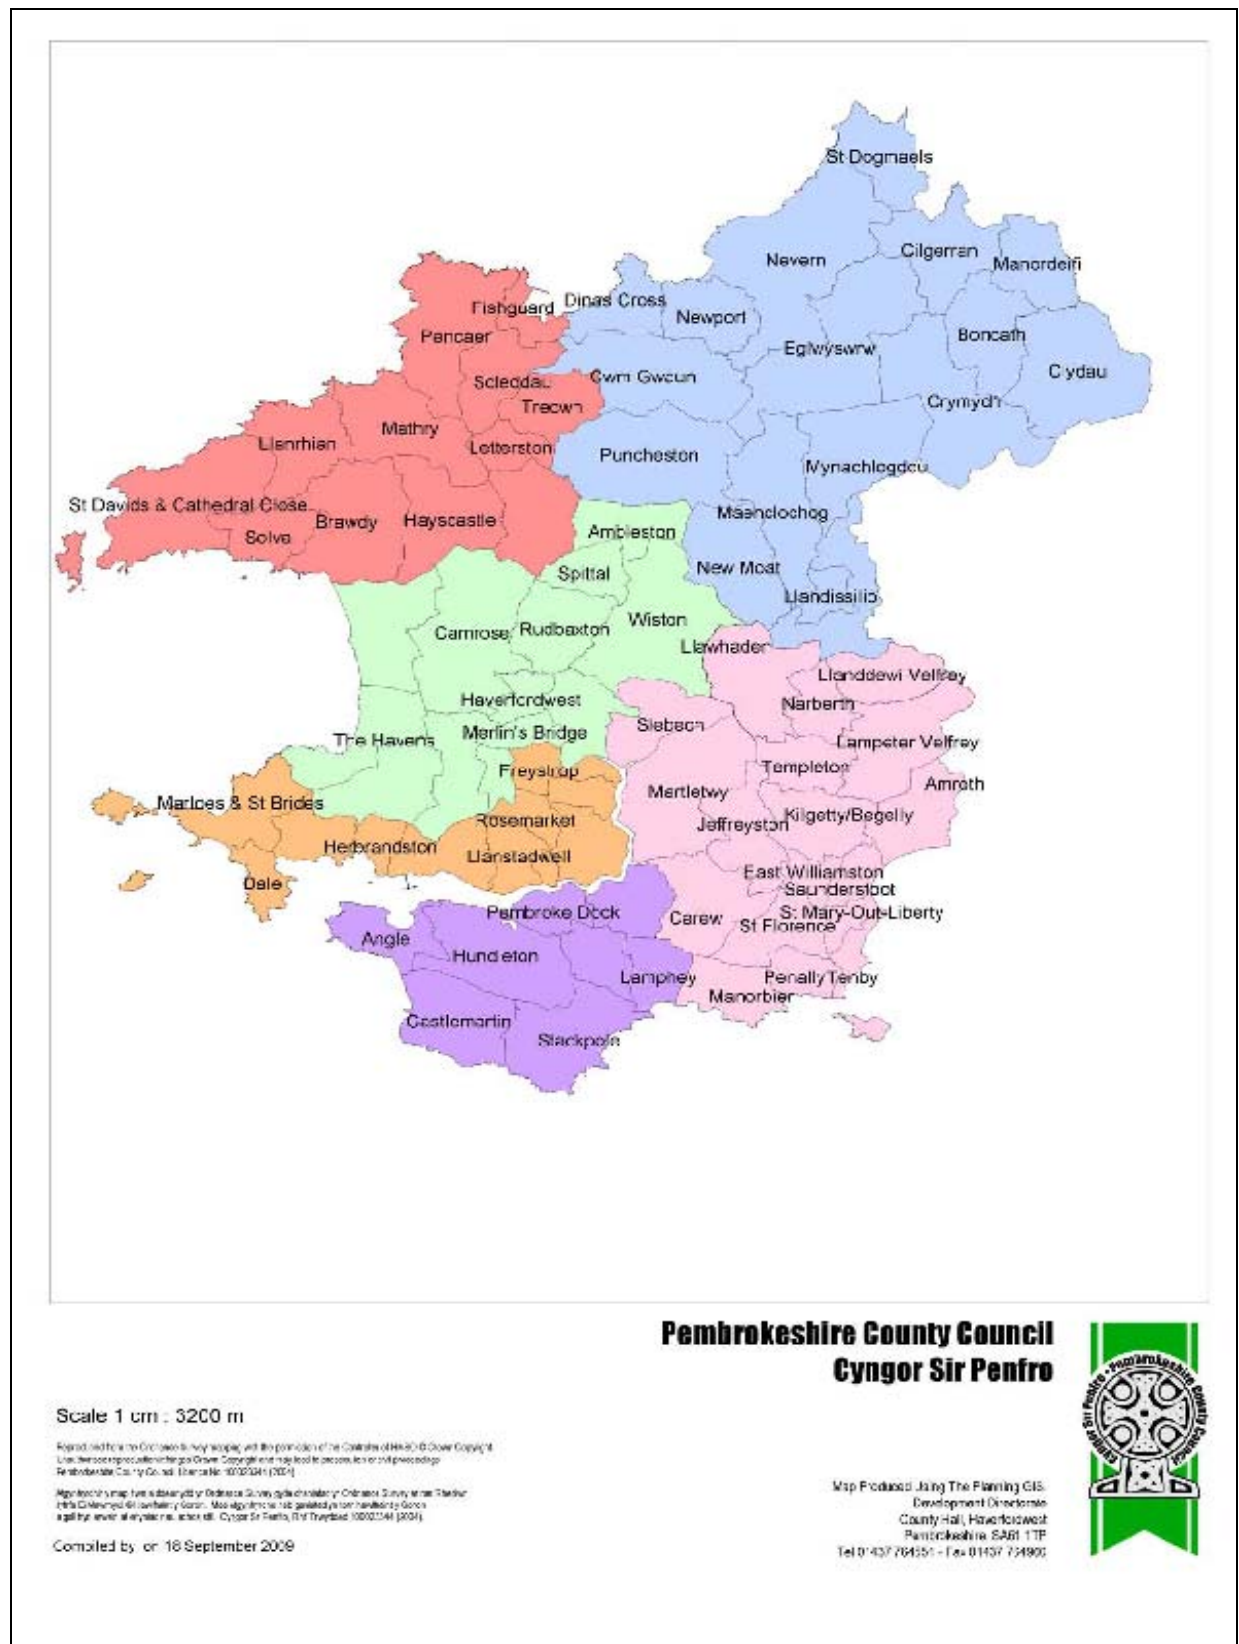 St Dogmaels
Nevern
Cilgerran
Manordeifi
Fishguard
Dinas Cross
Newport
Pencaer
Eglwyswrw
Boncath
Clydau
Scleddau
Cwm Gwaun
Crymych
Trecwn
Mathry
Llanrhian
Letterston
Puncheston
Mynachlogddu
St Davids & Cathedral Close
Solva
Brawdy
Hayscastle
Maenclochog
Ambleston
Spittal
New Moat
Llandissilio
Camrose
Rudbaxton
Wiston
Llawhaden
Llanddewi Velfrey
Haverfordwest
Narberth
Slebech
Merlin's Bridge
The Havens
Lampeter Velfrey
Freystrop
Templeton
Amroth
Martletwy
Marloes & St Brides
Rosemarket
Jeffreyston
Kilgetty/Begelly
Herbrandston
Llanstadwell
East Williamston
Saundersfoot
Dale
Pembroke Dock
Carew
St Mary-Out-Liberty
St Florence
Angle
Hundleton
Lamphey
Penally
Tenby
Manorbier
Castlemartin
Stackpole
Pembrokeshire County Council
Cyngor Sir Penfro
Scale 1 cm : 3200 m
Compiled by on 18 September 2009
Map Produced Using The Planning GIS.
Development Directorate
County Hall, Haverfordwest
Pembrokeshire. SA61 1TP
Cyngor Sir Penfro • Pembrokeshire County Council